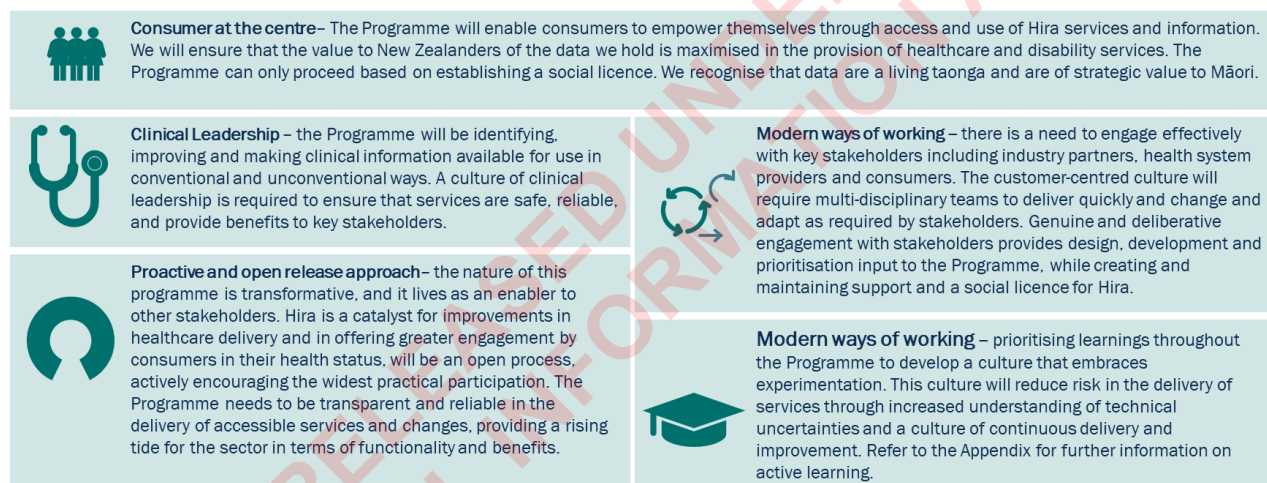 Consumer at the centre– The Programme will enable consumers to empower themselves through access and use of Hira services and information.
We will ensure that the value to New Zealanders of the data we hold is maximised in the provision of healthcare and disability services. The
Programme can only proceed based on establishing a social licence. We recognise that data are a living taonga and are of strategic value to Māori.
Clinical Leadership – the Programme will be identifying,
improving and making clinical information available for use in
conventional and unconventional ways. A culture of clinical
leadership is required to ensure that services are safe, reliable,
and provide benefits to key stakeholders.
Proactive and open release approach– the nature of this
programme is transformative, and it lives as an enabler to
other stakeholders. Hira is a catalyst for improvements in
healthcare delivery and in offering greater engagement by
consumers in their health status, will be an open process,
actively encouraging the widest practical participation. The
Programme needs to be transparent and reliable in the
delivery of accessible services and changes, providing a rising
tide for the sector in terms of functionality and benefits.
Modern ways of working – there is a need to engage effectively
with key stakeholders including industry partners, health system
providers and consumers. The customer-centred culture will
require multi-disciplinary teams to deliver quickly and change and
adapt as required by stakeholders. Genuine and deliberative
engagement with stakeholders provides design, development and
prioritisation input to the Programme, while creating and
maintaining support and a social licence for Hira.
Modern ways of working – prioritising learnings throughout
the Programme to develop a culture that embraces
experimentation. This culture will reduce risk in the delivery of
services through increased understanding of technical
uncertainties and a culture of continuous delivery and
improvement. Refer to the Appendix for further information on
active learning.
RELEASED UNDER
INFORMATION